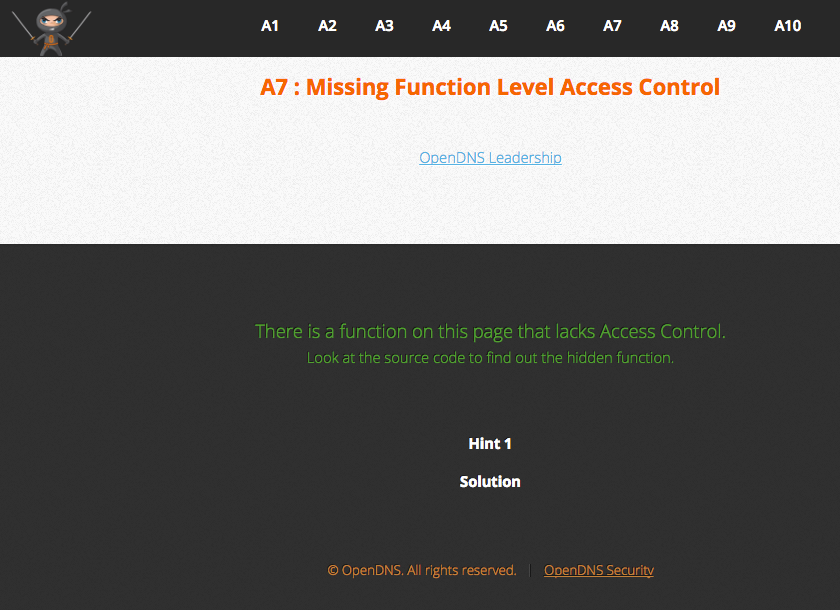 A1 A2 A3 A4 A5 A6 A7 A8 A9 A10
A7 : Missing Function Level Access Control
OpenDNS Leadership
There is a function on this page that lacks Access Control.
Look at the source code to find out the hidden function.
Hint 1
Solution
© OpenDNS. All rights reserved. | OpenDNS Security